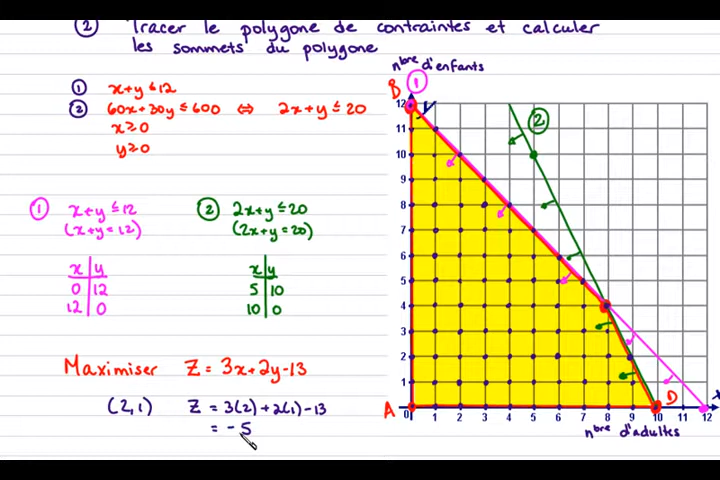 ② Tracer le polygone de contraintes et calculer
les sommets du polygone
① x+y ≤ 12
② 60x+30y ≤ 600 ⇔ 2x+y ≤ 20
x≥0
y≥0
① x+y ≤ 12
(x+y = 12)
x | y
0 | 12
12 | 0
② 2x+y ≤ 20
(2x+y = 20)
x | y
5 | 10
10 | 0
Maximiser Z = 3x+2y-13
(2,1) Z = 3(2)+2(1)-13
= -5
nbre d'enfants
B ①
y
②
12
11
10
9
8
7
6
5
4
3
2
1
A
D
x
0 1 2 3 4 5 6 7 8 9 10 11 12
nbre d'adultes